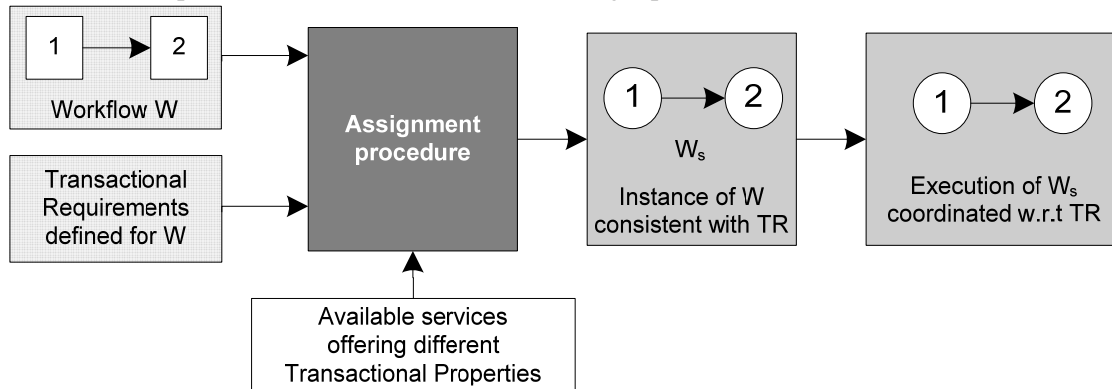 1
2
Workflow W
Transactional
Requirements
defined for W
Assignment
procedure
Available services
offering different
Transactional Properties
1
2
Ws
Instance of W
consistent with TR
1
2
Execution of Ws
coordinated w.r.t TR